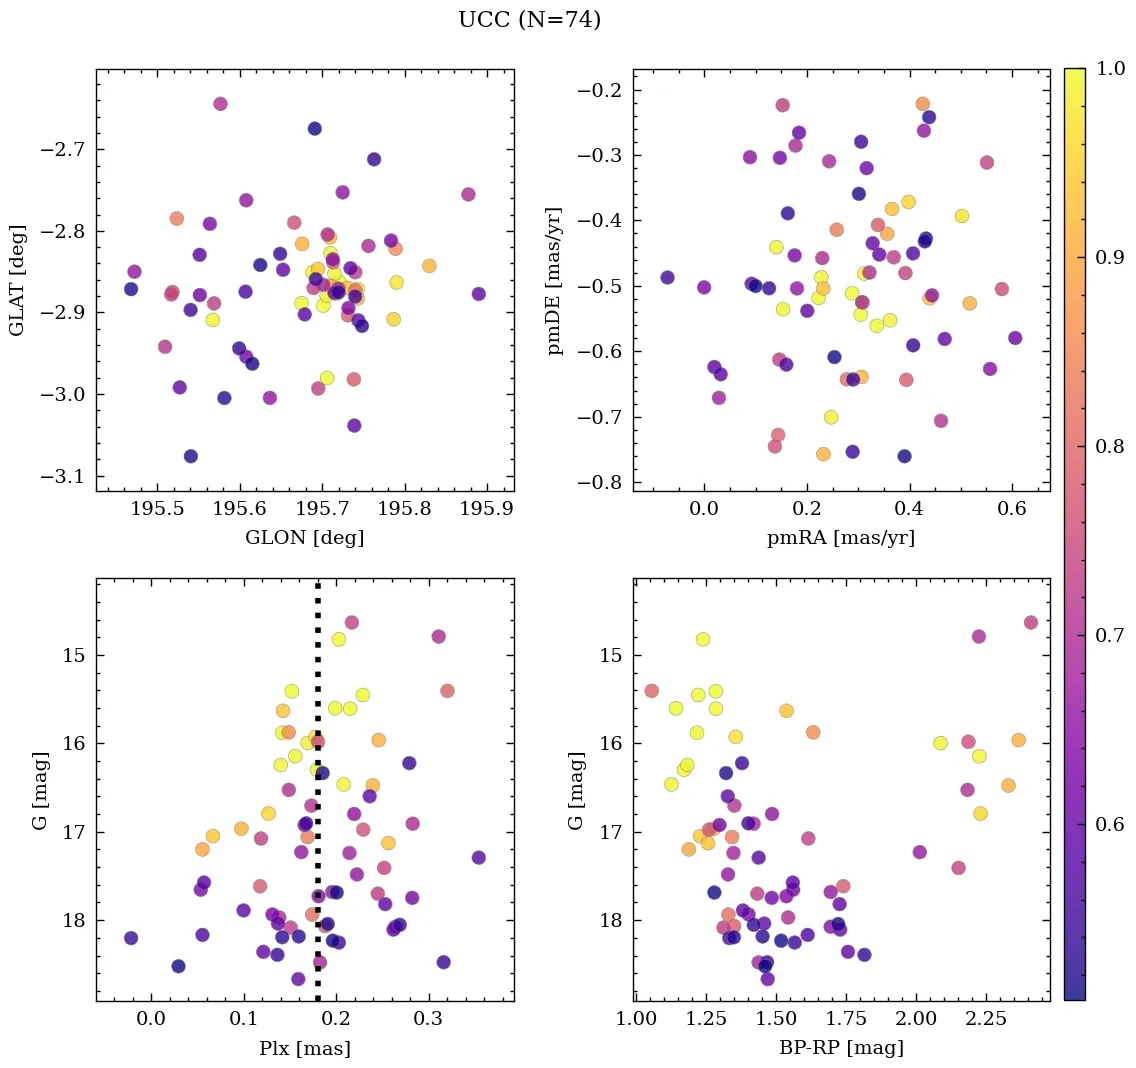 UCC (N=74)
−2.7
−2.8
−2.9
−3.0
−3.1
GLAT [deg]
195.5 195.6 195.7 195.8 195.9
GLON [deg]
−0.2
−0.3
−0.4
−0.5
−0.6
−0.7
−0.8
pmDE [mas/yr]
0.0 0.2 0.4 0.6
pmRA [mas/yr]
1.0
0.9
0.8
0.7
0.6
15
16
17
18
G [mag]
0.0 0.1 0.2 0.3
Plx [mas]
15
16
17
18
G [mag]
1.00 1.25 1.50 1.75 2.00 2.25
BP-RP [mag]